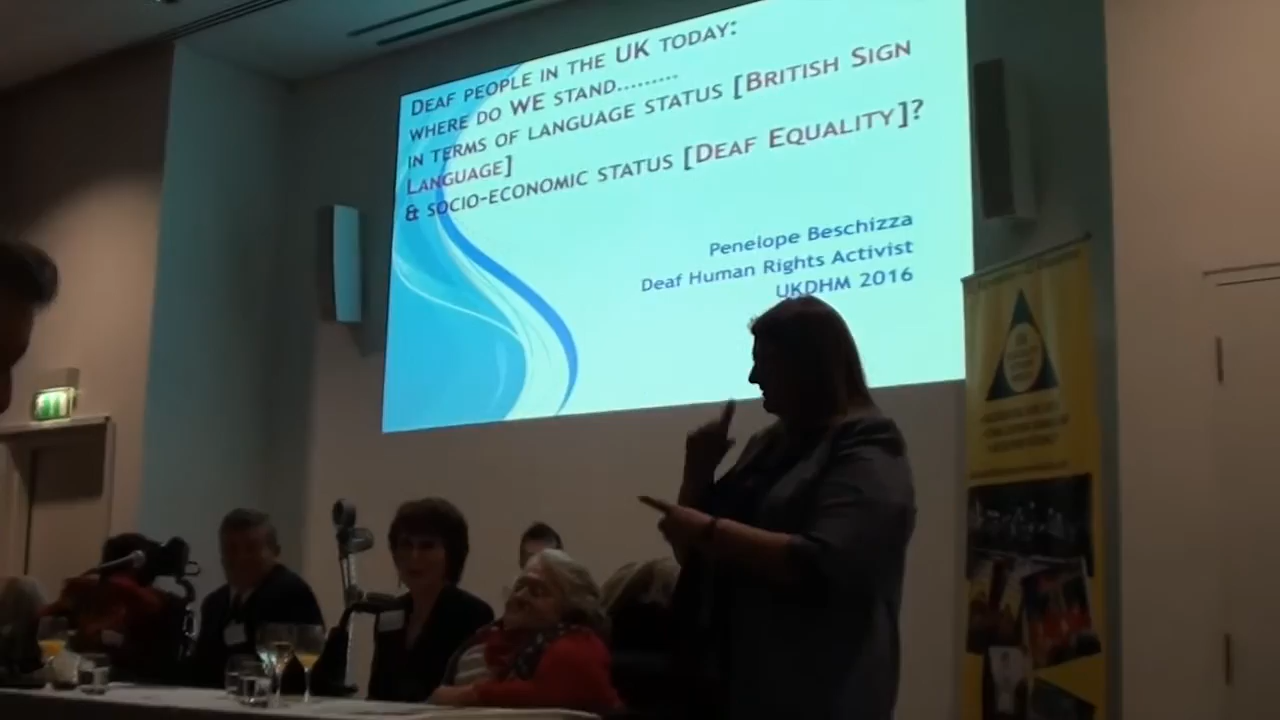 DEAF PEOPLE IN THE UK TODAY:
WHERE DO WE STAND.........
IN TERMS OF LANGUAGE STATUS [BRITISH SIGN
LANGUAGE]
& SOCIO-ECONOMIC STATUS [DEAF EQUALITY]?
Penelope Beschizza
Deaf Human Rights Activist
UKDHM 2016